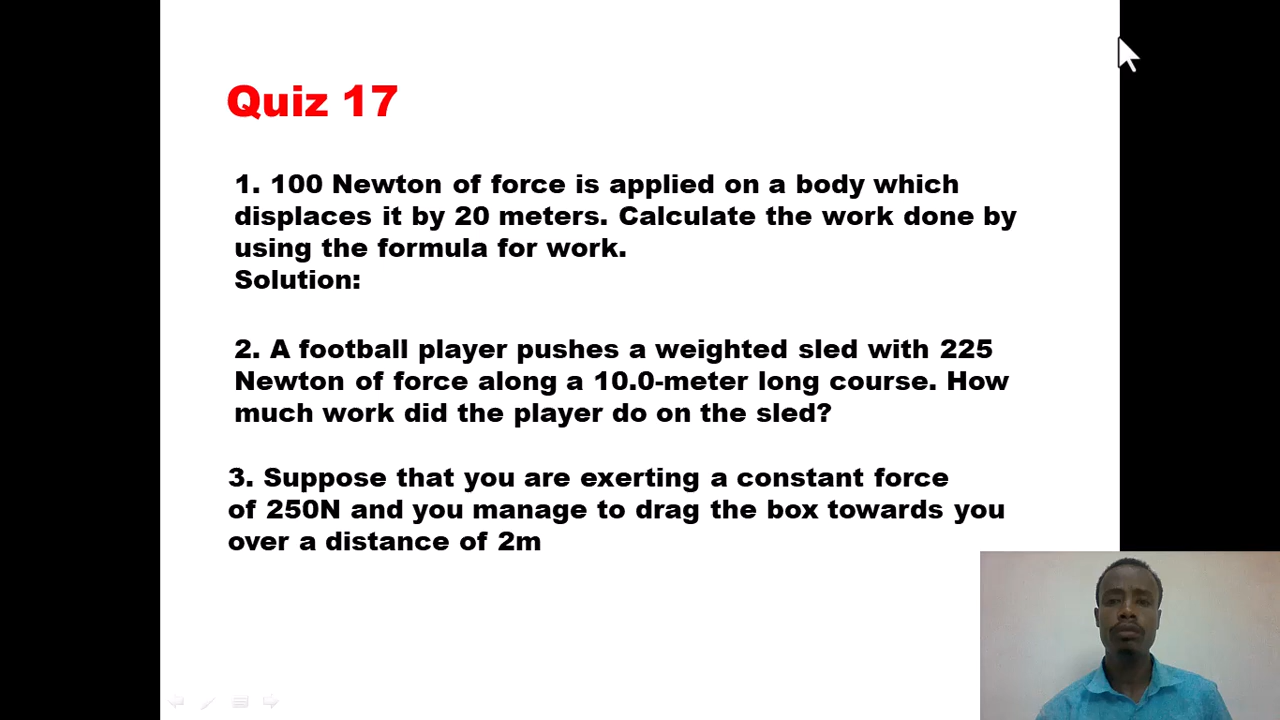 Quiz 17
1. 100 Newton of force is applied on a body which
displaces it by 20 meters. Calculate the work done by
using the formula for work.
Solution:
2. A football player pushes a weighted sled with 225
Newton of force along a 10.0-meter long course. How
much work did the player do on the sled?
3. Suppose that you are exerting a constant force
of 250N and you manage to drag the box towards you
over a distance of 2m